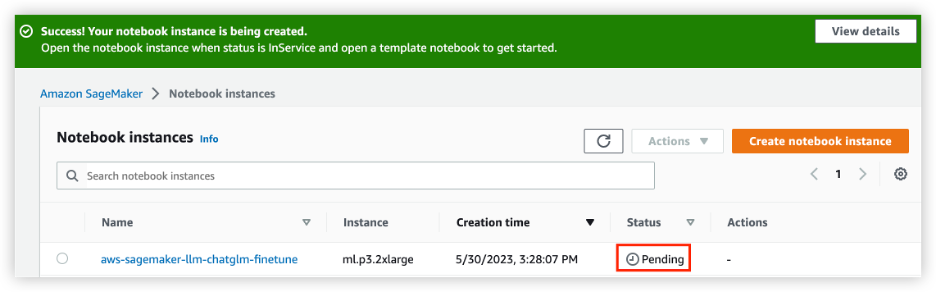 Success! Your notebook instance is being created.
View details
Open the notebook instance when status is InService and open a template notebook to get started.
Amazon SageMaker > Notebook instances
Notebook instances Info
Actions
Create notebook instance
Search notebook instances
1
Name Instance Creation time Status Actions
aws-sagemaker-llm-chatglm-finetune ml.p3.2xlarge 5/30/2023, 3:28:07 PM Pending -